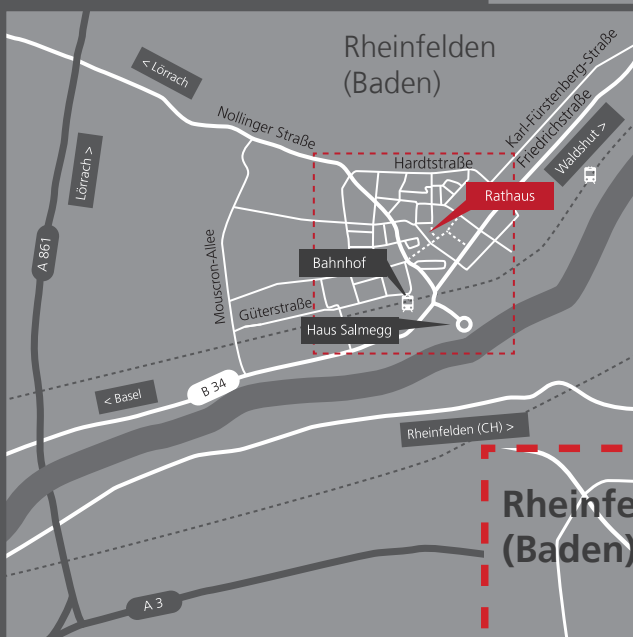 Rheinfelden
(Baden)
< Lörrach
Nollinger Straße
Karl-Fürstenberg-Straße
Friedrichstraße
Waldshut >
Hardtstraße
Lörrach >
Rathaus
A 861
Mouscron-Allee
Bahnhof
Güterstraße
Haus Salmegg
B 34
< Basel
Rheinfelden (CH) >
Rheinfe
(Baden)
A 3